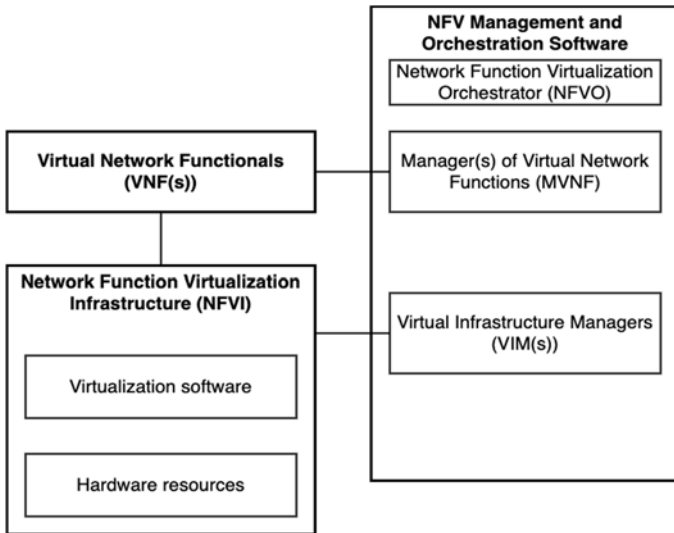 NFV Management and
Orchestration Software
Network Function Virtualization
Orchestrator (NFVO)
Virtual Network Functionals
(VNF(s))
Manager(s) of Virtual Network
Functions (MVNF)
Network Function Virtualization
Infrastructure (NFVI)
Virtual Infrastructure Managers
(VIM(s))
Virtualization software
Hardware resources